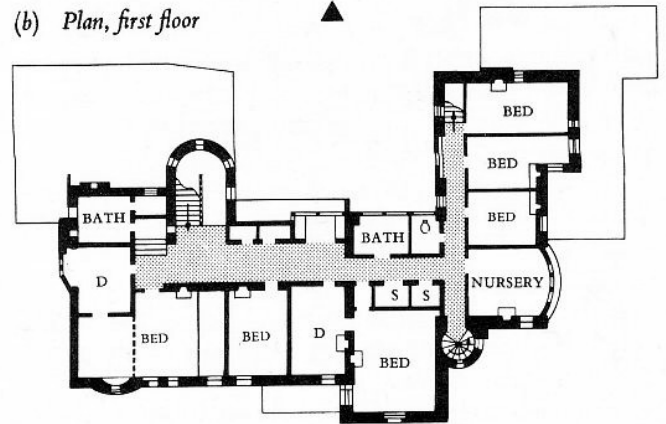 (b) Plan, first floor
BED
BED
BED
BATH
BATH
D
NURSERY
S
S
BED
BED
D
BED